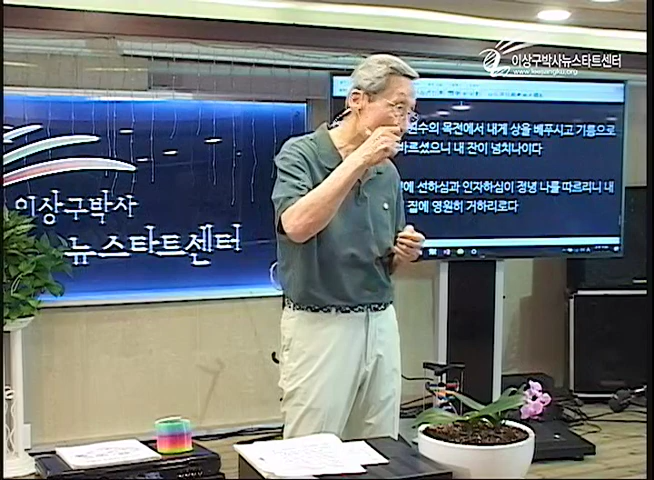 이상구박사뉴스타트센터
www.leesangku.org
원수의 목전에서 내게 상을 베푸시고 기름으로
바르셨으니 내 잔이 넘치나이다
에 선하심과 인자하심이 정녕 나를 따르리니 내
집에 영원히 거하리로다
이상구박사
뉴스타트센터